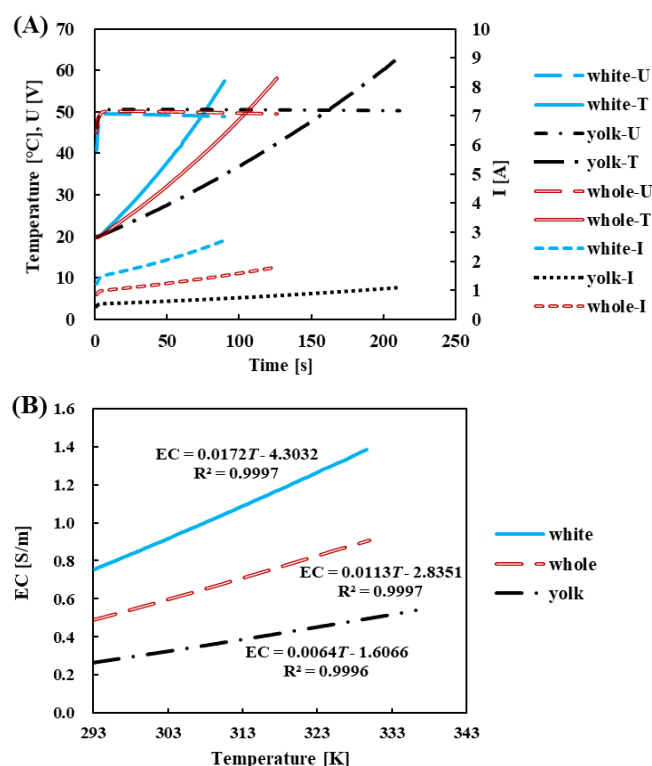 (A)
70
60
50
40
30
20
10
0
Temperature [°C], U [V]
10
9
8
7
6
5
4
3
2
1
0
I [A]
0 50 100 150 200 250
Time [s]
white-U
white-T
yolk-U
yolk-T
whole-U
whole-T
white-I
yolk-I
whole-I
(B)
1.6
1.4
1.2
1.0
0.8
0.6
0.4
0.2
0.0
EC [S/m]
EC = 0.0172T - 4.3032
R² = 0.9997
EC = 0.0113T - 2.8351
R² = 0.9997
EC = 0.0064T - 1.6066
R² = 0.9996
293 303 313 323 333 343
Temperature [K]
white
whole
yolk